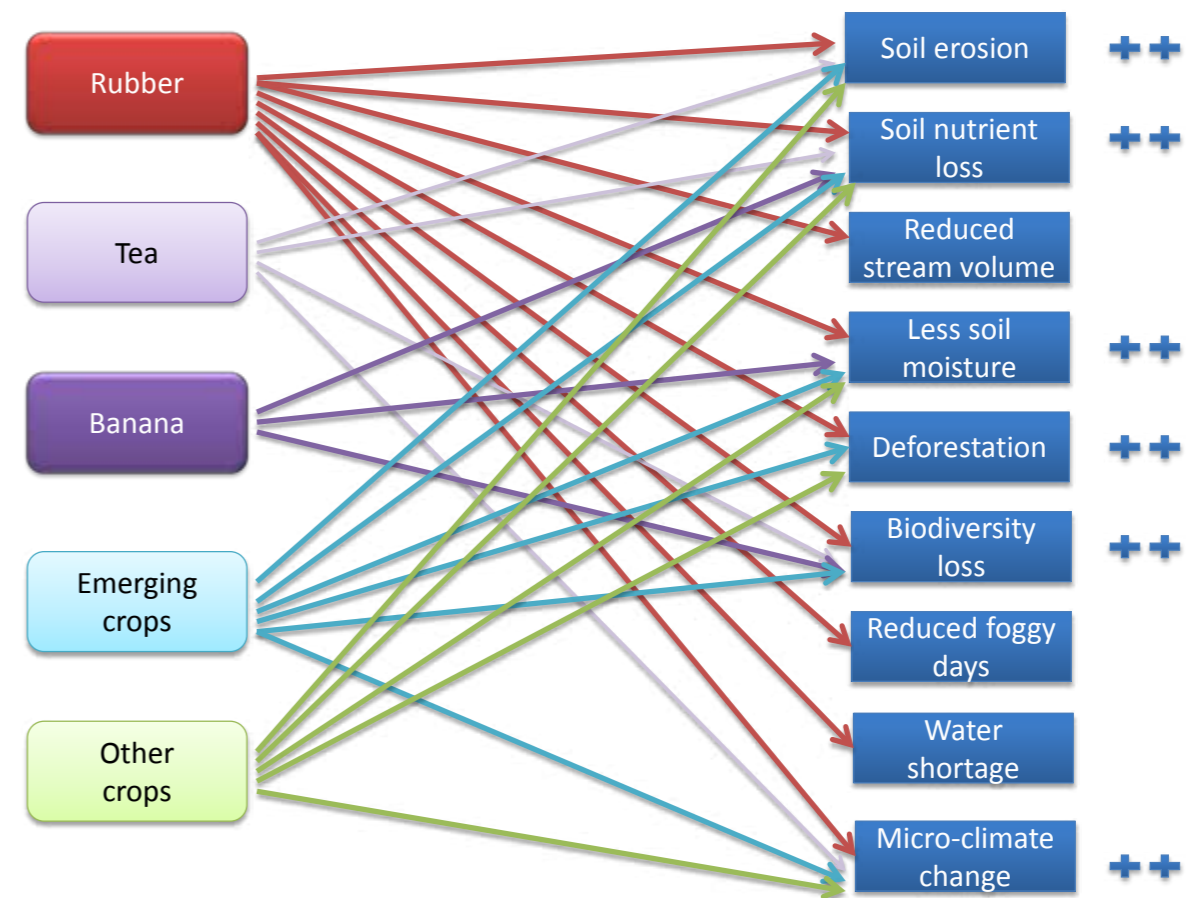 Rubber
Tea
Banana
Emerging
crops
Other
crops
Soil erosion
Soil nutrient
loss
Reduced
stream volume
Less soil
moisture
Deforestation
Biodiversity
loss
Reduced foggy
days
Water
shortage
Micro-climate
change